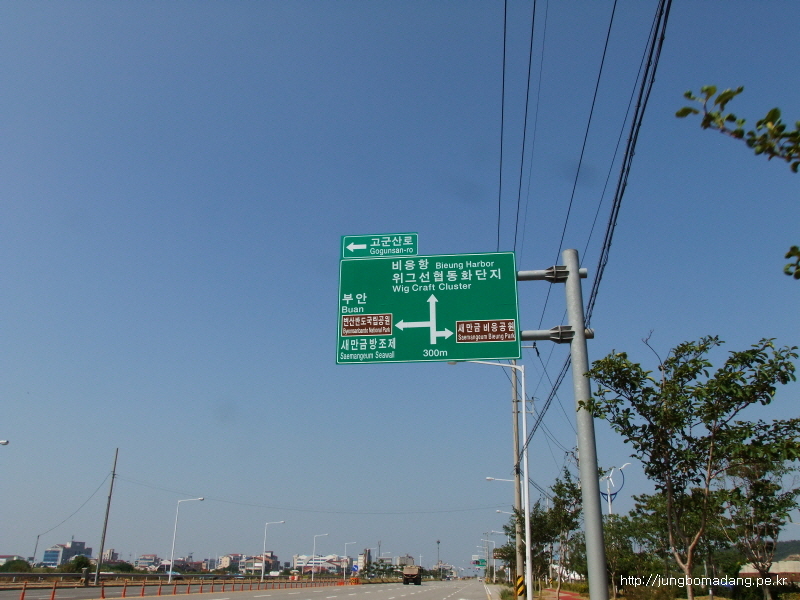 고군산로
Gogunsan-ro
비응항 Bieung Harbor
위그선협동화단지
Wig Craft Cluster
부안
Buan
변산반도국립공원
Byeonsanbando National Park
새만금방조제
Saemangeum Seawall
새만금 비응공원
Saemangeum Bieung Park
300m
http://jungbomadang.pe.kr